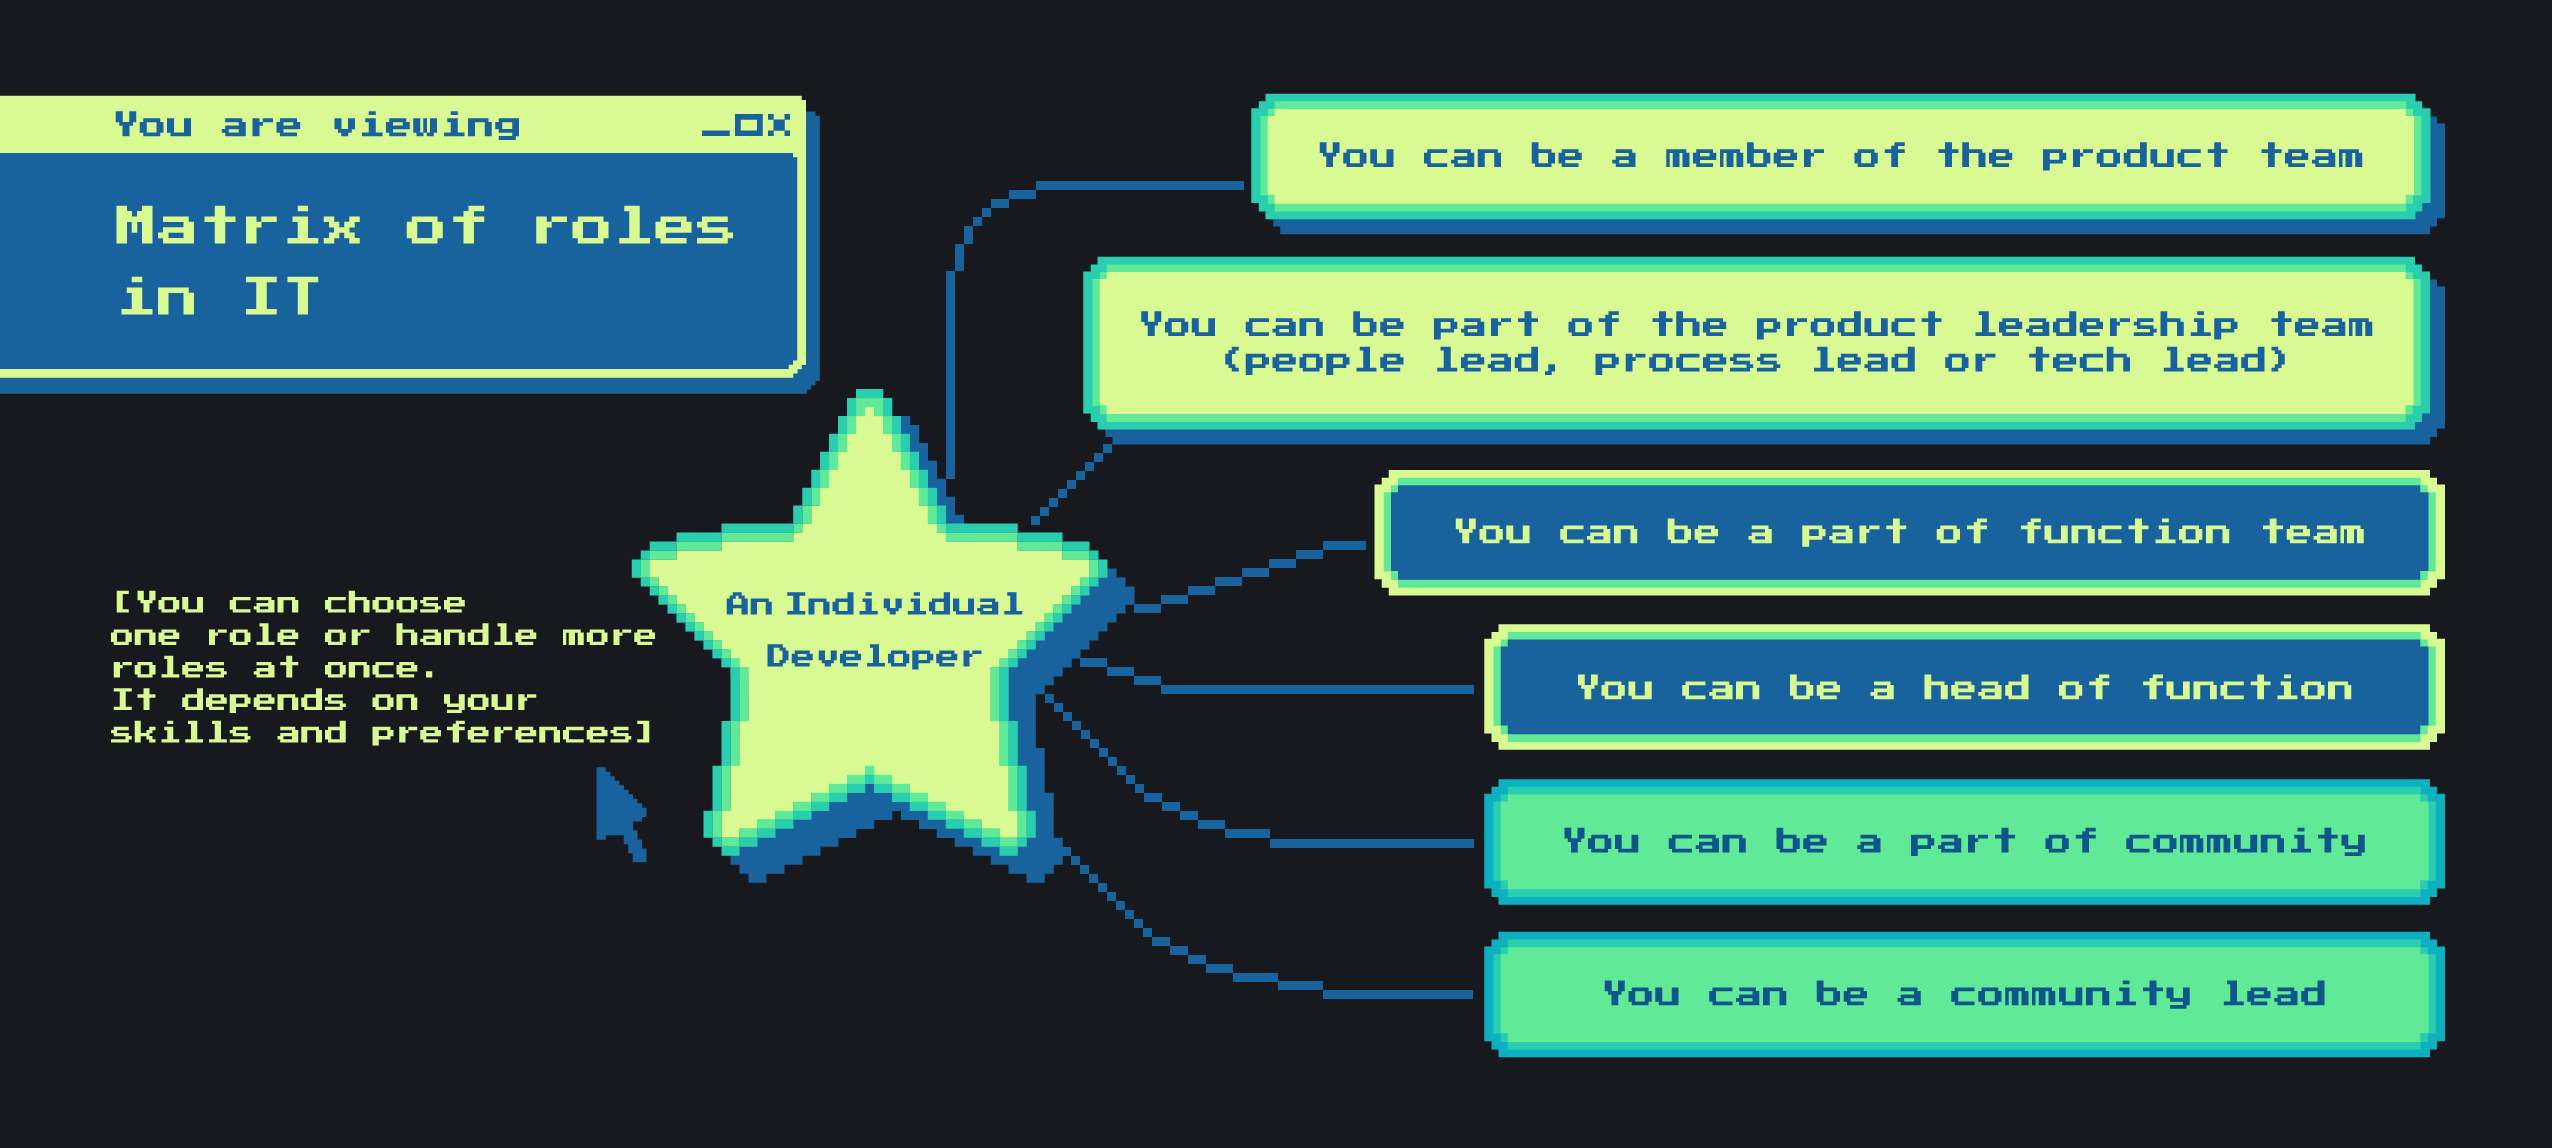 You are viewing
Matrix of roles
in IT
You can be a member of the product team
You can be part of the product leadership team
(people lead, process lead or tech lead)
You can be a part of function team
You can be a head of function
You can be a part of community
You can be a community lead
An Individual
Developer
[You can choose
one role or handle more
roles at once.
It depends on your
skills and preferences]